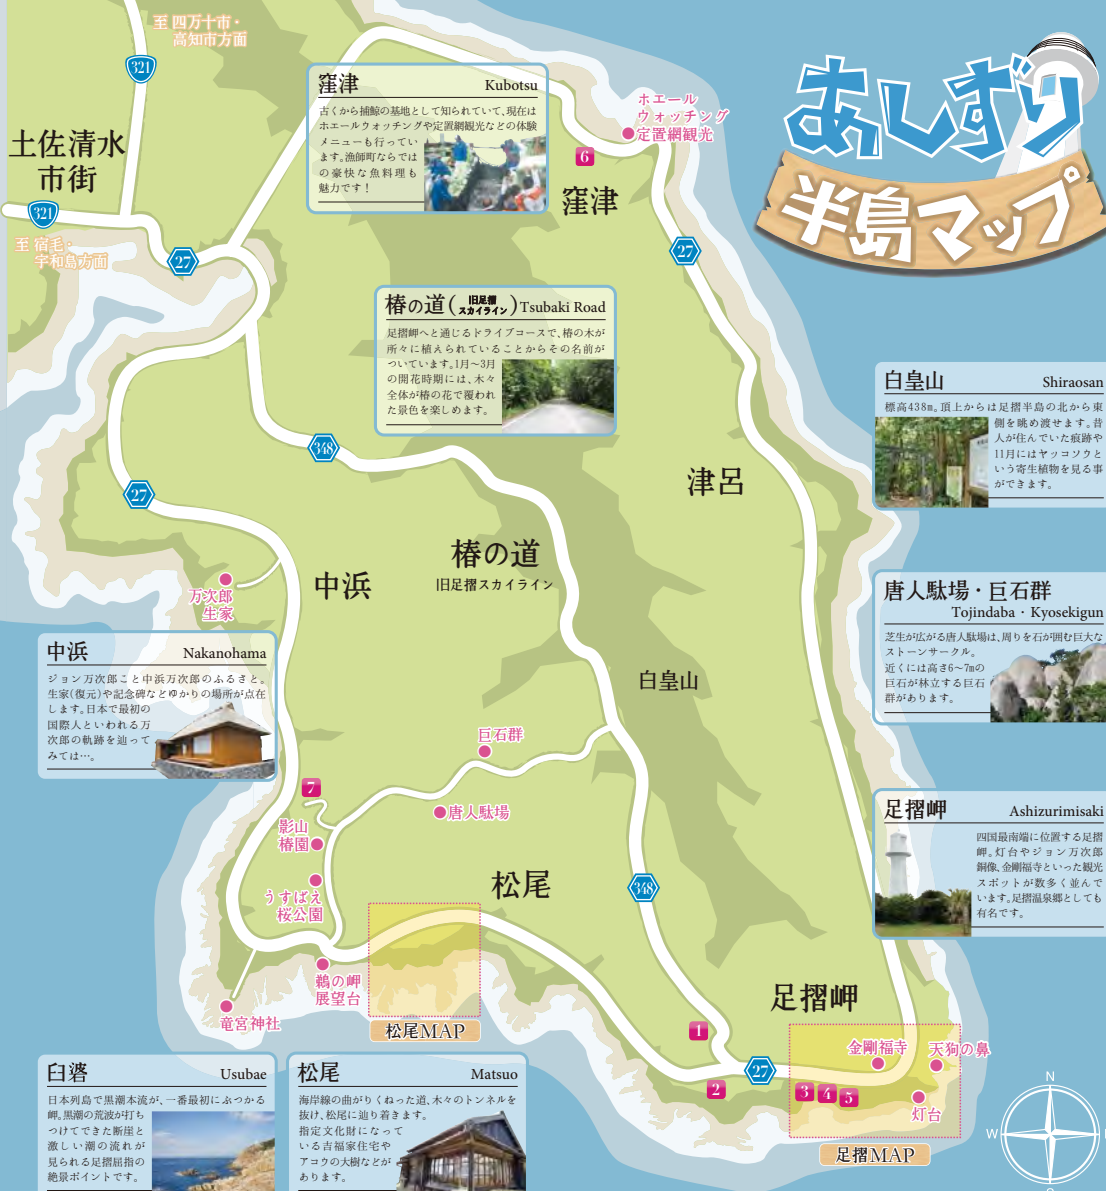 至 四万十市・
高知市方面
321
土佐清水
市街
321
至 宿毛・
宇和島方面
27
窪津 Kubotsu
古くから捕鯨の基地として知られていて、現在は
ホエールウォッチングや定置網観光などの体験
メニューも行ってい
ます。漁師町ならでは
の豪快な魚料理も
魅力です！
ホエール
ウォッチング
定置網観光
6
窪津
27
あしずり
半島マップ
椿の道(旧足摺スカイライン)Tsubaki Road
足摺岬へと通じるドライブコースで、椿の木が
所々に植えられていることからその名前が
ついています。1月〜3月
の開花時期には、木々
全体が椿の花で覆われ
た景色を楽しめます。
白皇山 Shiraosan
標高438m。頂上からは足摺半島の北から東
側を眺め渡せます。昔
人が住んでいた痕跡や
11月にはヤッコソウと
いう寄生植物を見る事
ができます。
348
27
津呂
椿の道
旧足摺スカイライン
中浜
万次郎
生家
唐人駄場・巨石群
Tojindaba・Kyosekigun
芝生が広がる唐人駄場は、周りを石が囲む巨大な
ストーンサークル。
近くには高さ6〜7mの
巨石が林立する巨石
群があります。
中浜 Nakanohama
ジョン万次郎こと中浜万次郎のふるさと。
生家(復元)や記念碑などゆかりの場所が点在
します。日本で最初の
国際人といわれる万
次郎の軌跡を辿って
みては…。
白皇山
巨石群
7
唐人駄場
影山
椿園
うすばえ
桜公園
松尾
348
足摺岬 Ashizurimisaki
四国最南端に位置する足摺
岬。灯台やジョン万次郎
銅像、金剛福寺といった観光
スポットが数多く並んで
います。足摺温泉郷としても
有名です。
鵜の岬
展望台
竜宮神社
松尾MAP
足摺岬
1
2
27
金剛福寺
天狗の鼻
3
4
5
灯台
足摺MAP
臼碆 Usubae
日本列島で黒潮本流が、一番最初にぶつかる
岬。黒潮の荒波が打ち
つけてできた断崖と
激しい潮の流れが
見られる足摺屈指の
絶景ポイントです。
松尾 Matsuo
海岸線の曲がりくねった道、木々のトンネルを
抜け、松尾に辿り着きます。
指定文化財になって
いる吉福家住宅や
アコウの大樹などが
あります。
N
W